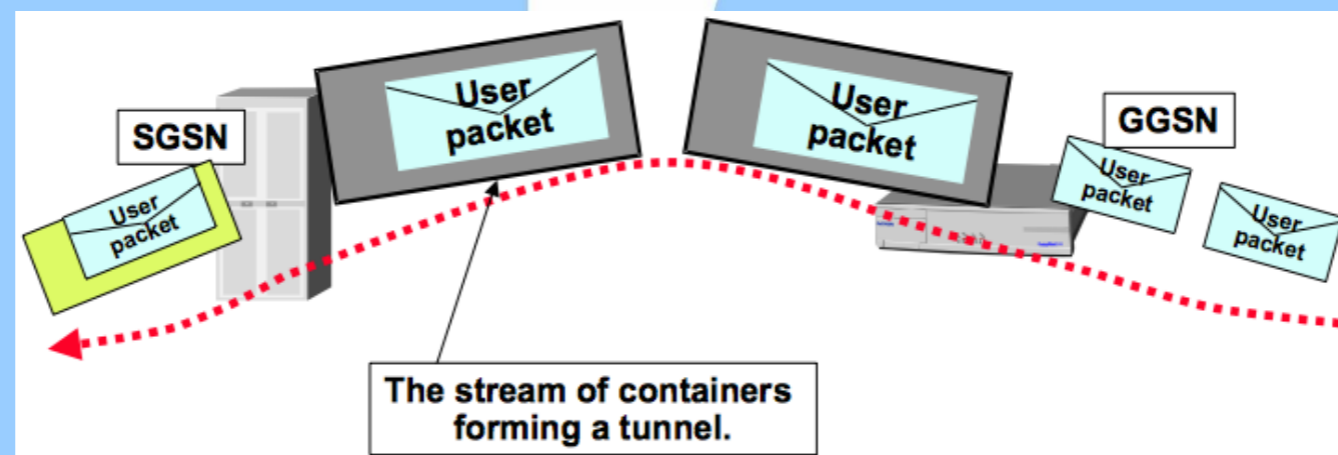 SGSN
User
packet
User
packet
User
packet
GGSN
User
packet
User
packet
The stream of containers
forming a tunnel.